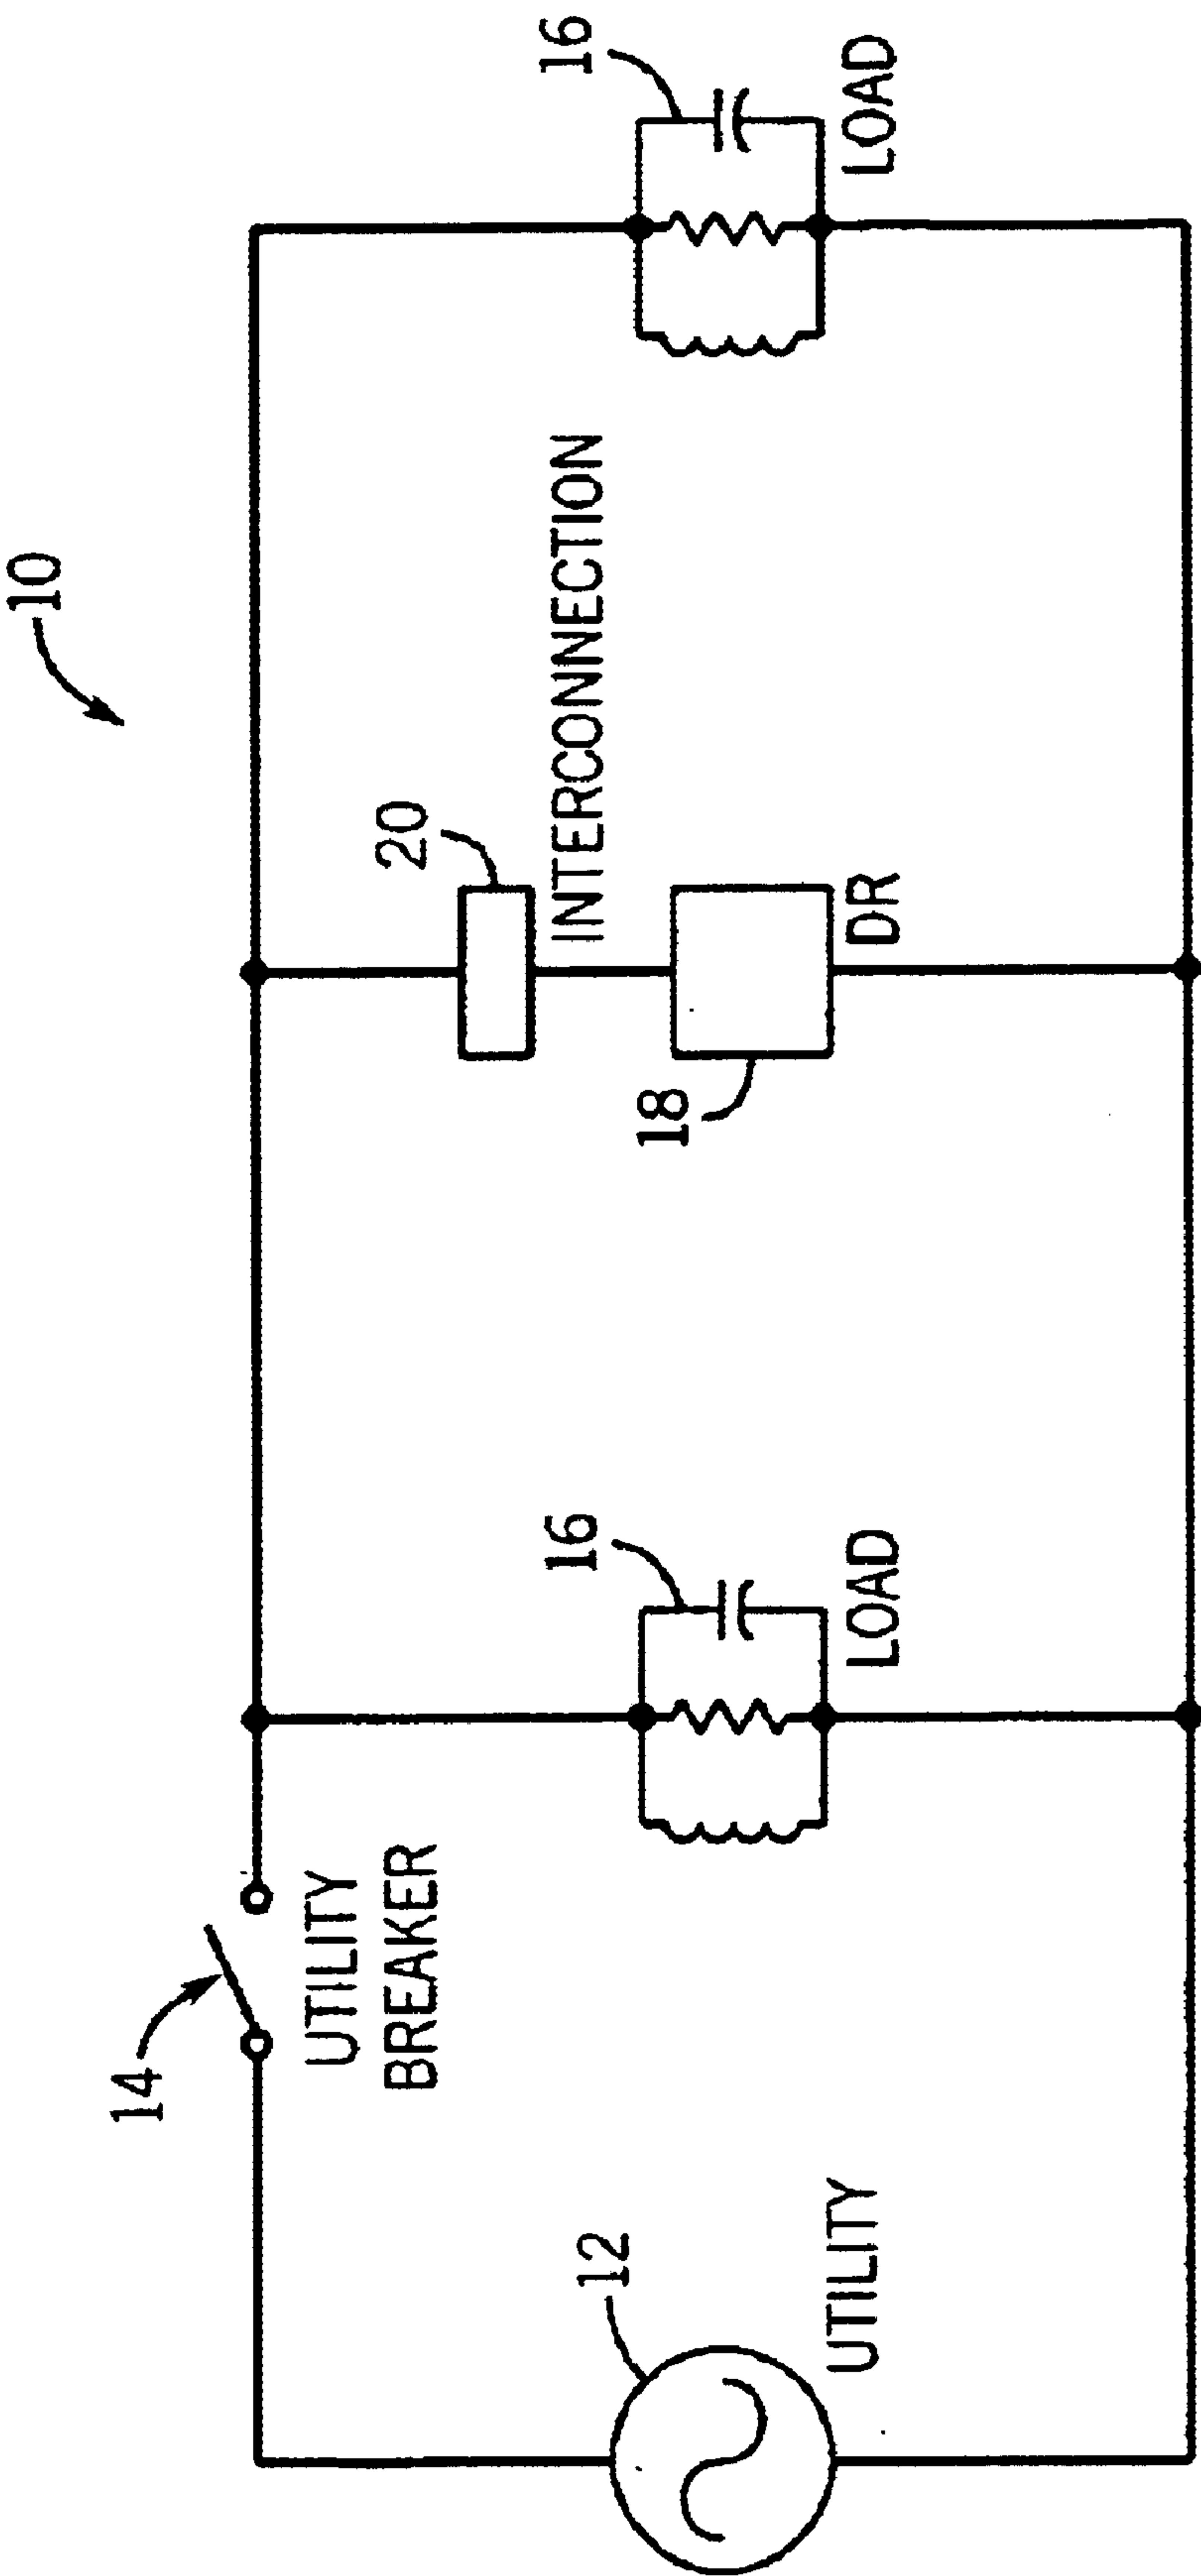 10
14
UTILITY
BREAKER
20
INTERCONNECTION
16
LOAD
16
LOAD
12
UTILITY
18
DR